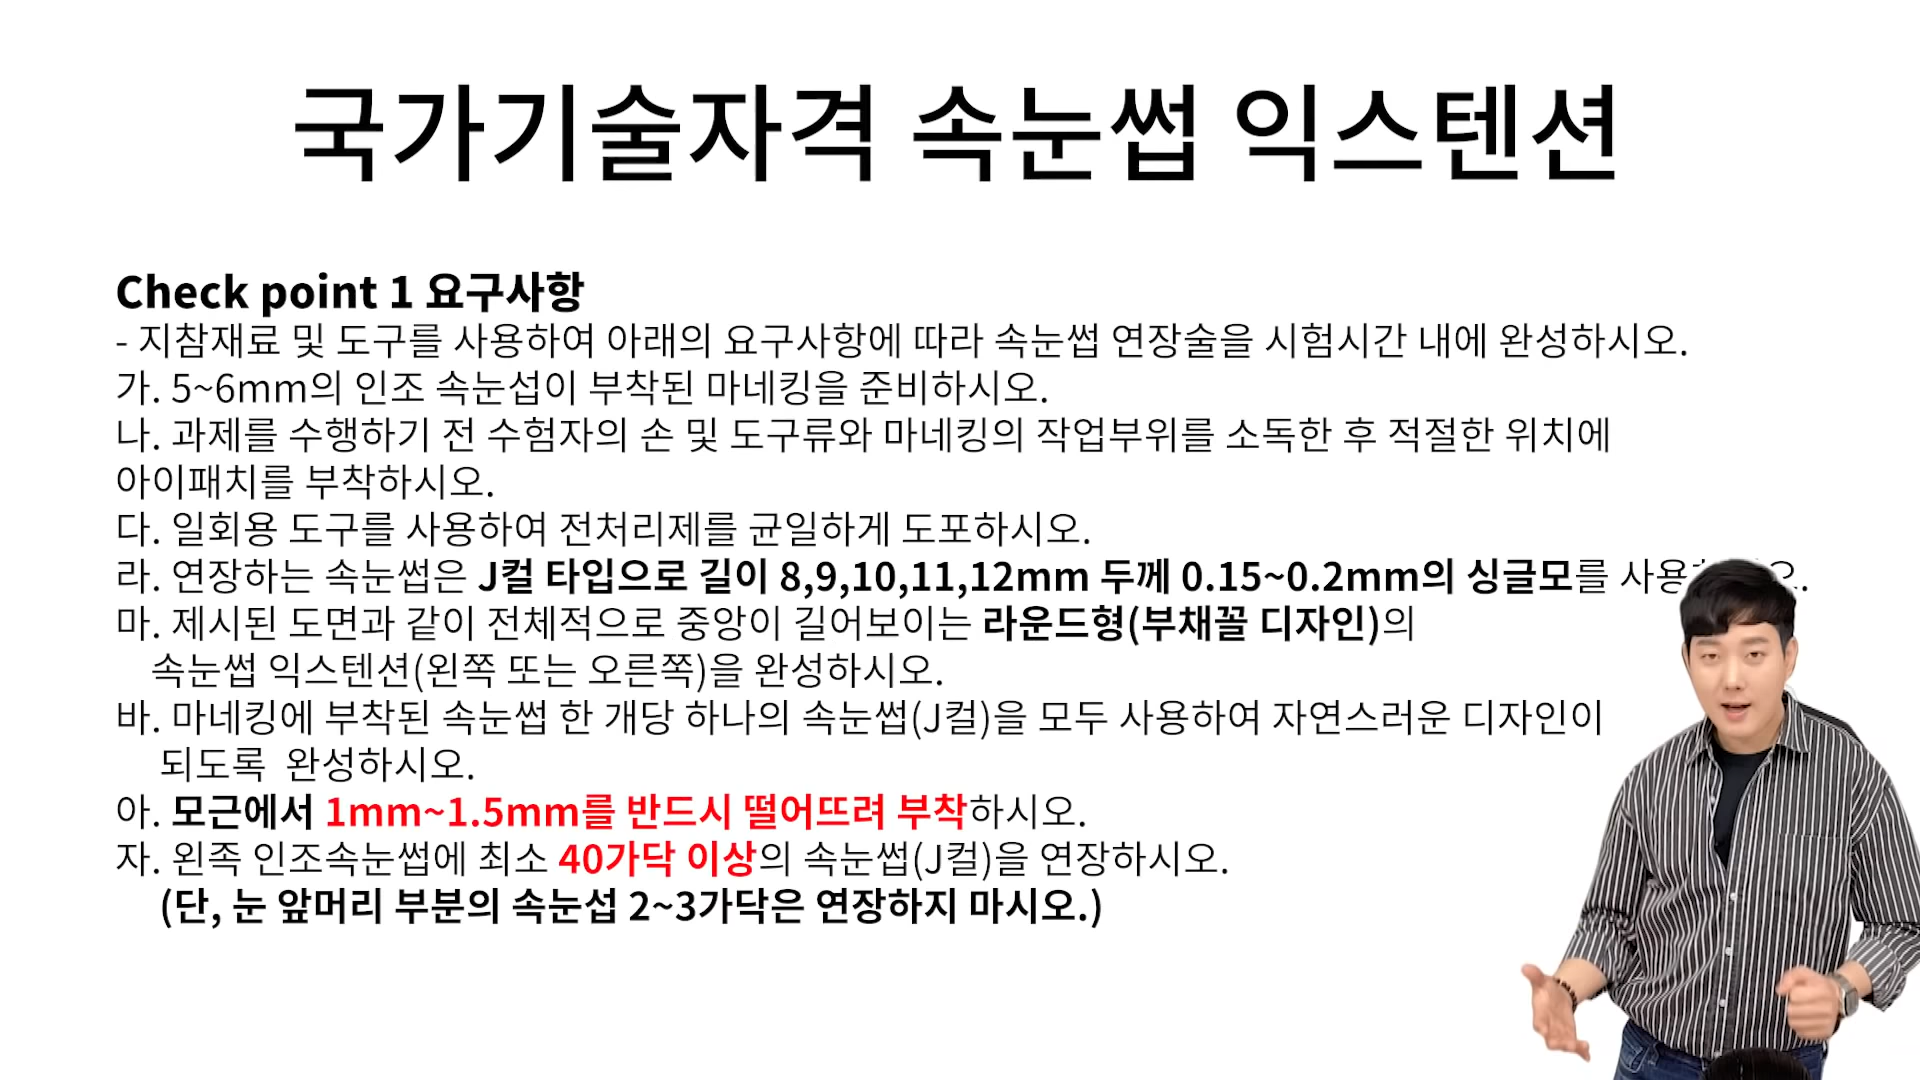 국가기술자격 속눈썹 익스텐션
Check point 1 요구사항
- 지참재료 및 도구를 사용하여 아래의 요구사항에 따라 속눈썹 연장술을 시험시간 내에 완성하시오.
가. 5~6mm의 인조 속눈섭이 부착된 마네킹을 준비하시오.
나. 과제를 수행하기 전 수험자의 손 및 도구류와 마네킹의 작업부위를 소독한 후 적절한 위치에
아이패치를 부착하시오.
다. 일회용 도구를 사용하여 전처리제를 균일하게 도포하시오.
라. 연장하는 속눈썹은 J컬 타입으로 길이 8,9,10,11,12mm 두께 0.15~0.2mm의 싱글모를
마. 제시된 도면과 같이 전체적으로 중앙이 길어보이는 라운드형(부채꼴 디자인)의
속눈썹 익스텐션(왼쪽 또는 오른쪽)을 완성하시오.
바. 마네킹에 부착된 속눈썹 한 개당 하나의 속눈썹(J컬)을 모두 사용하여 자연스러운 디자인이
되도록 완성하시오.
아. 모근에서 1mm~1.5mm를 반드시 떨어뜨려 부착하시오.
자. 왼족 인조속눈썹에 최소 40가닥 이상의 속눈썹(J컬)을 연장하시오.
(단, 눈 앞머리 부분의 속눈섭 2~3가닥은 연장하지 마시오.)